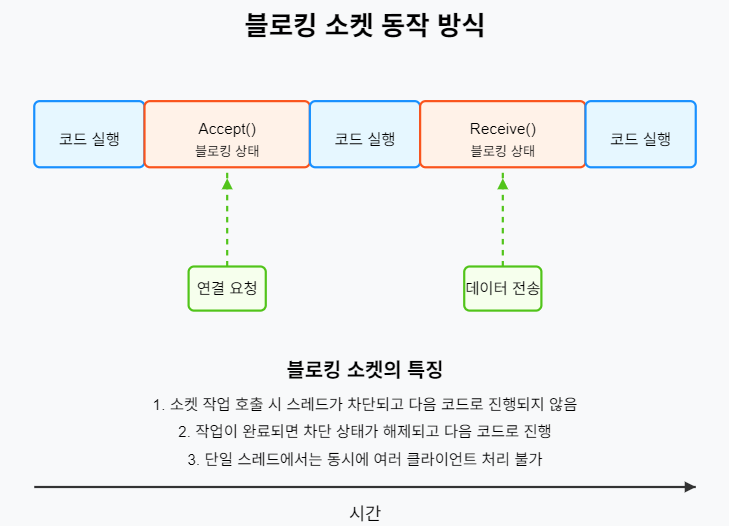 블로킹 소켓 동작 방식
코드 실행
Accept()
블로킹 상태
코드 실행
Receive()
블로킹 상태
코드 실행
연결 요청
데이터 전송
블로킹 소켓의 특징
1. 소켓 작업 호출 시 스레드가 차단되고 다음 코드로 진행되지 않음
2. 작업이 완료되면 차단 상태가 해제되고 다음 코드로 진행
3. 단일 스레드에서는 동시에 여러 클라이언트 처리 불가
시간